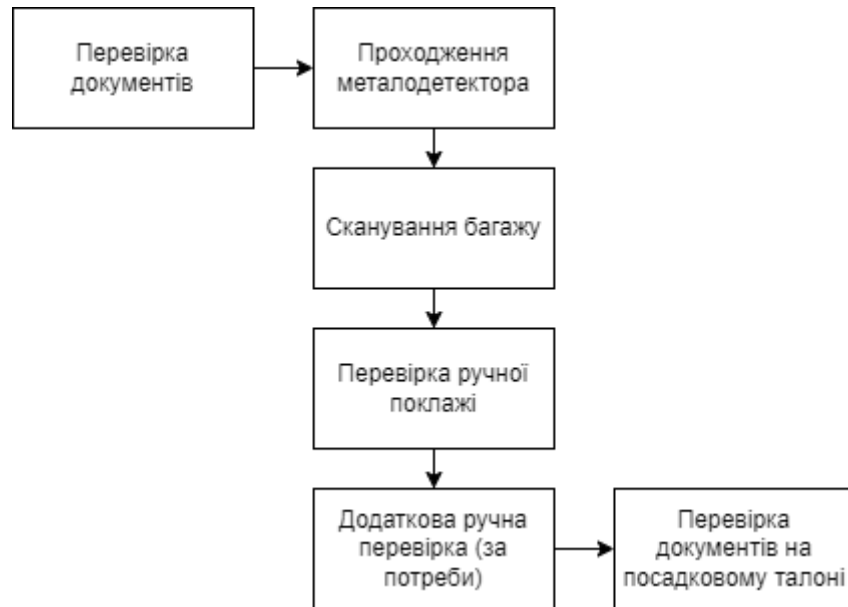 Перевірка
документів
Проходження
металодетектора
Сканування багажу
Перевірка ручної
поклажі
Додаткова ручна
перевірка (за
потреби)
Перевірка
документів на
посадковому талоні